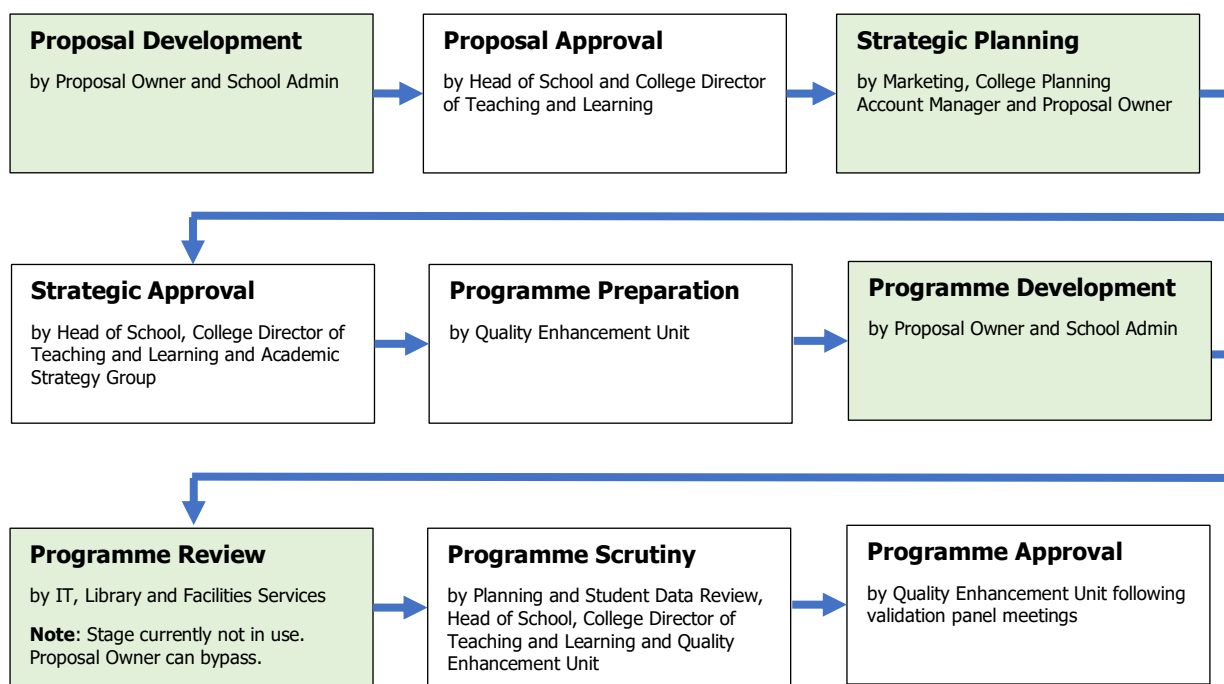 Proposal Development
by Proposal Owner and School Admin
Proposal Approval
by Head of School and College Director
of Teaching and Learning
Strategic Planning
by Marketing, College Planning
Account Manager and Proposal Owner
Strategic Approval
by Head of School, College Director of
Teaching and Learning and Academic
Strategy Group
Programme Preparation
by Quality Enhancement Unit
Programme Development
by Proposal Owner and School Admin
Programme Review
by IT, Library and Facilities Services
Note: Stage currently not in use.
Proposal Owner can bypass.
Programme Scrutiny
by Planning and Student Data Review,
Head of School, College Director of
Teaching and Learning and Quality
Enhancement Unit
Programme Approval
by Quality Enhancement Unit following
validation panel meetings